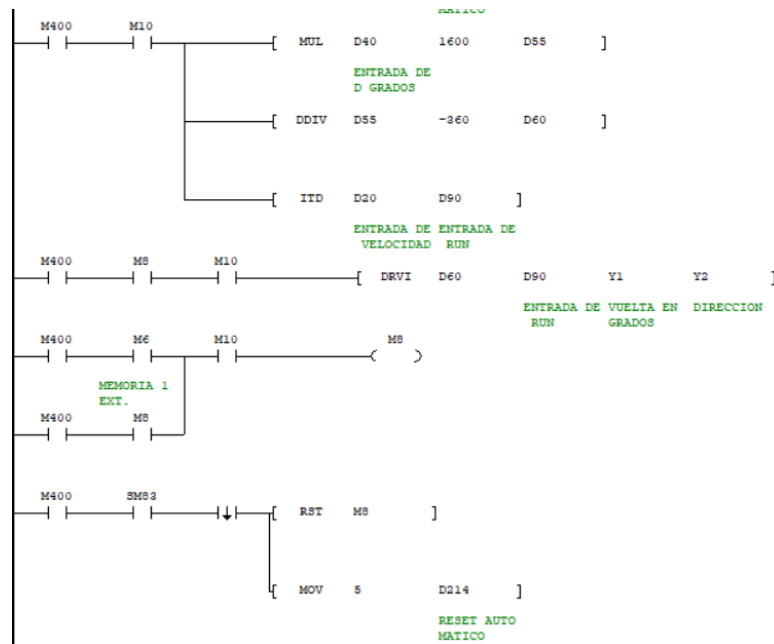 MATICO
M400 M10
[ MUL D40 1600 D55 ]
ENTRADA DE
D GRADOS
[ DDIV D55 -360 D60 ]
[ ITD D20 D90 ]
ENTRADA DE ENTRADA DE
VELOCIDAD RUN
M400 M8 M10
[ DRVI D60 D90 Y1 Y2 ]
ENTRADA DE VUELTA EN DIRECCION
RUN GRADOS
M400 M6 M10 M8
MEMORIA 1
EXT.
M400 M8
M400 SM83
[ RST M8 ]
[ MOV 5 D214 ]
RESET AUTO
MATICO